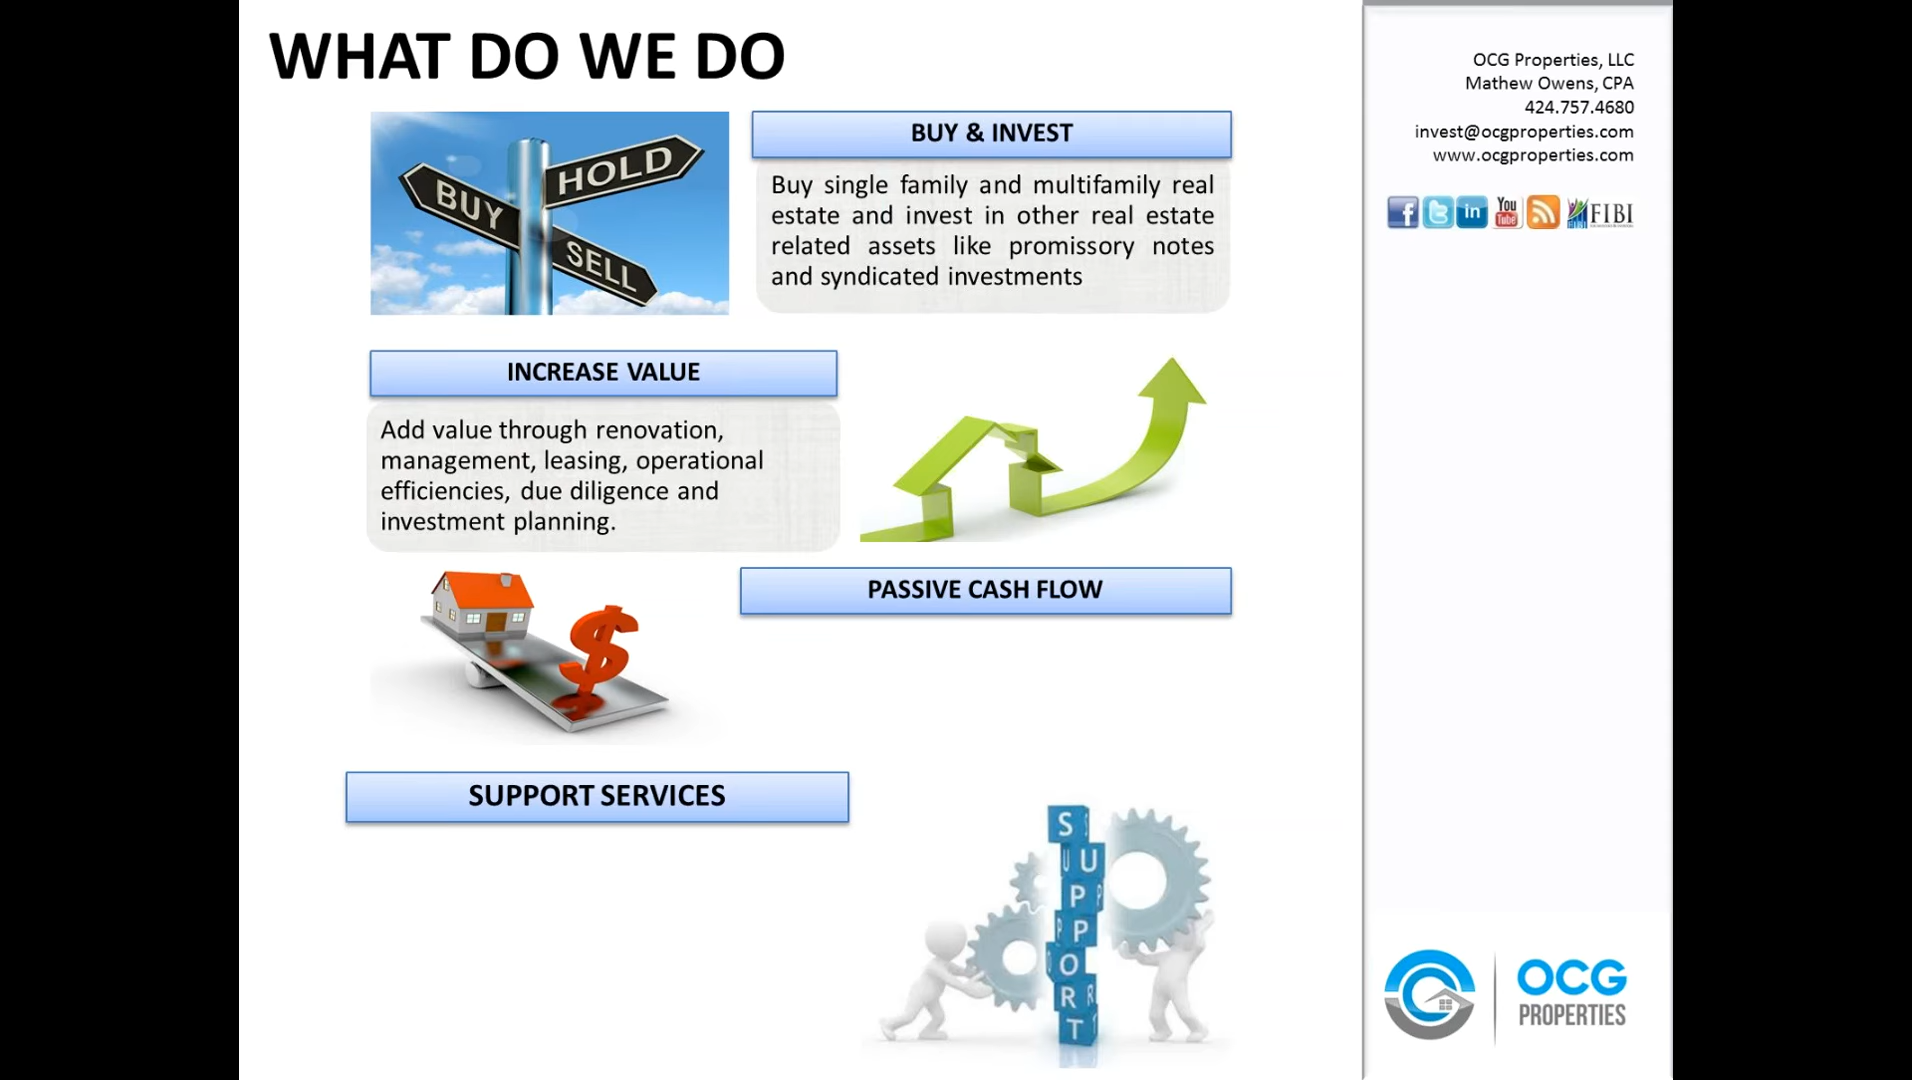 WHAT DO WE DO
BUY
HOLD
SELL
BUY & INVEST
Buy single family and multifamily real
estate and invest in other real estate
related assets like promissory notes
and syndicated investments
INCREASE VALUE
Add value through renovation,
management, leasing, operational
efficiencies, due diligence and
investment planning.
$
PASSIVE CASH FLOW
SUPPORT SERVICES
SUPPORT
OCG Properties, LLC
Mathew Owens, CPA
424.757.4680
invest@ocgproperties.com
www.ocgproperties.com
f t in You Tube FIBI
OCG
PROPERTIES